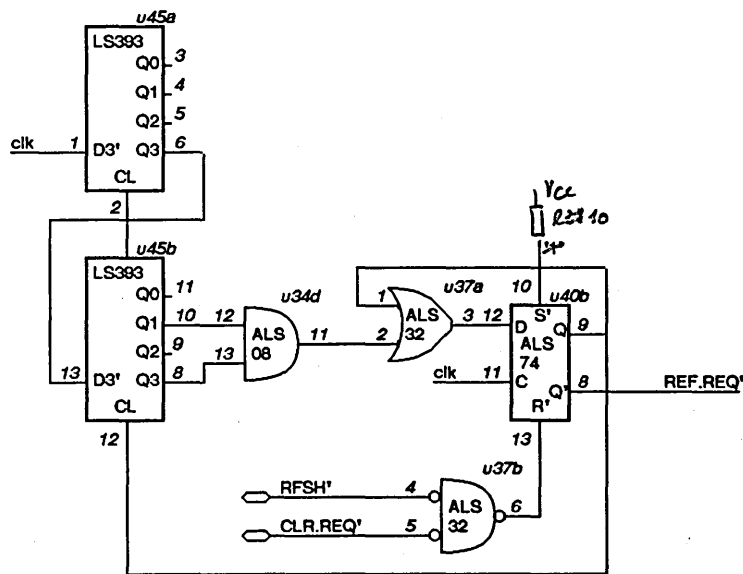 u45a
LS393
Q0 3
Q1 4
Q2 5
clk 1 D3' Q3 6
CL
2
u45b
LS393
Q0 11
Q1 10
Q2 9
13 D3' Q3 8
CL
12
u34d
12
ALS 11
08
13
u37a
1
ALS 3
32
2
Vcc
10
u40b
S'
12 D Q 9
ALS
74
clk 11 C Q' 8 REF.REQ'
R'
13
u37b
RFSH' 4
ALS 6
32
CLR.REQ' 5